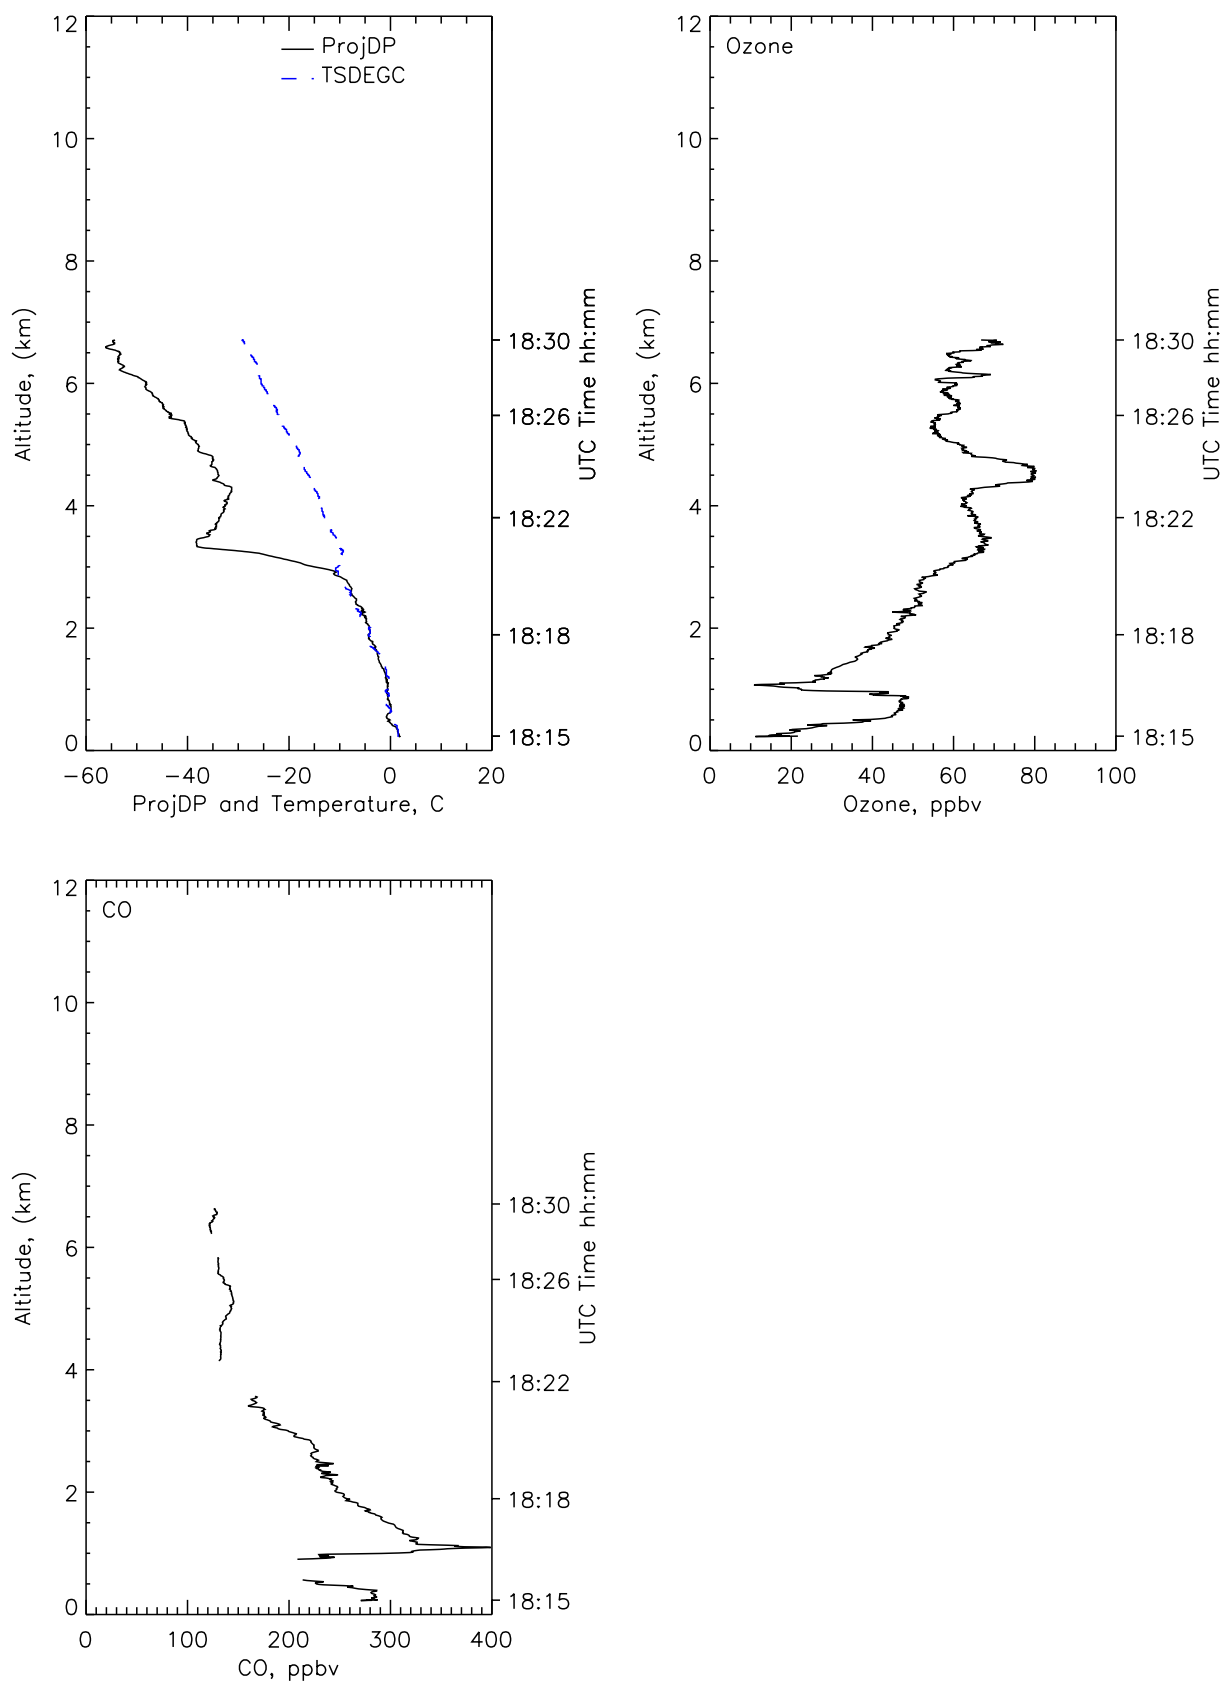 ProjDP
TSDEGC
12
10
8
6
4
2
0
Altitude, (km)
-60 -40 -20 0 20
ProjDP and Temperature, C
18:30
18:26
18:22
18:18
18:15
UTC Time hh:mm
Ozone
12
10
8
6
4
2
0
Altitude, (km)
0 20 40 60 80 100
Ozone, ppbv
18:30
18:26
18:22
18:18
18:15
UTC Time hh:mm
CO
12
10
8
6
4
2
0
Altitude, (km)
0 100 200 300 400
CO, ppbv
18:30
18:26
18:22
18:18
18:15
UTC Time hh:mm